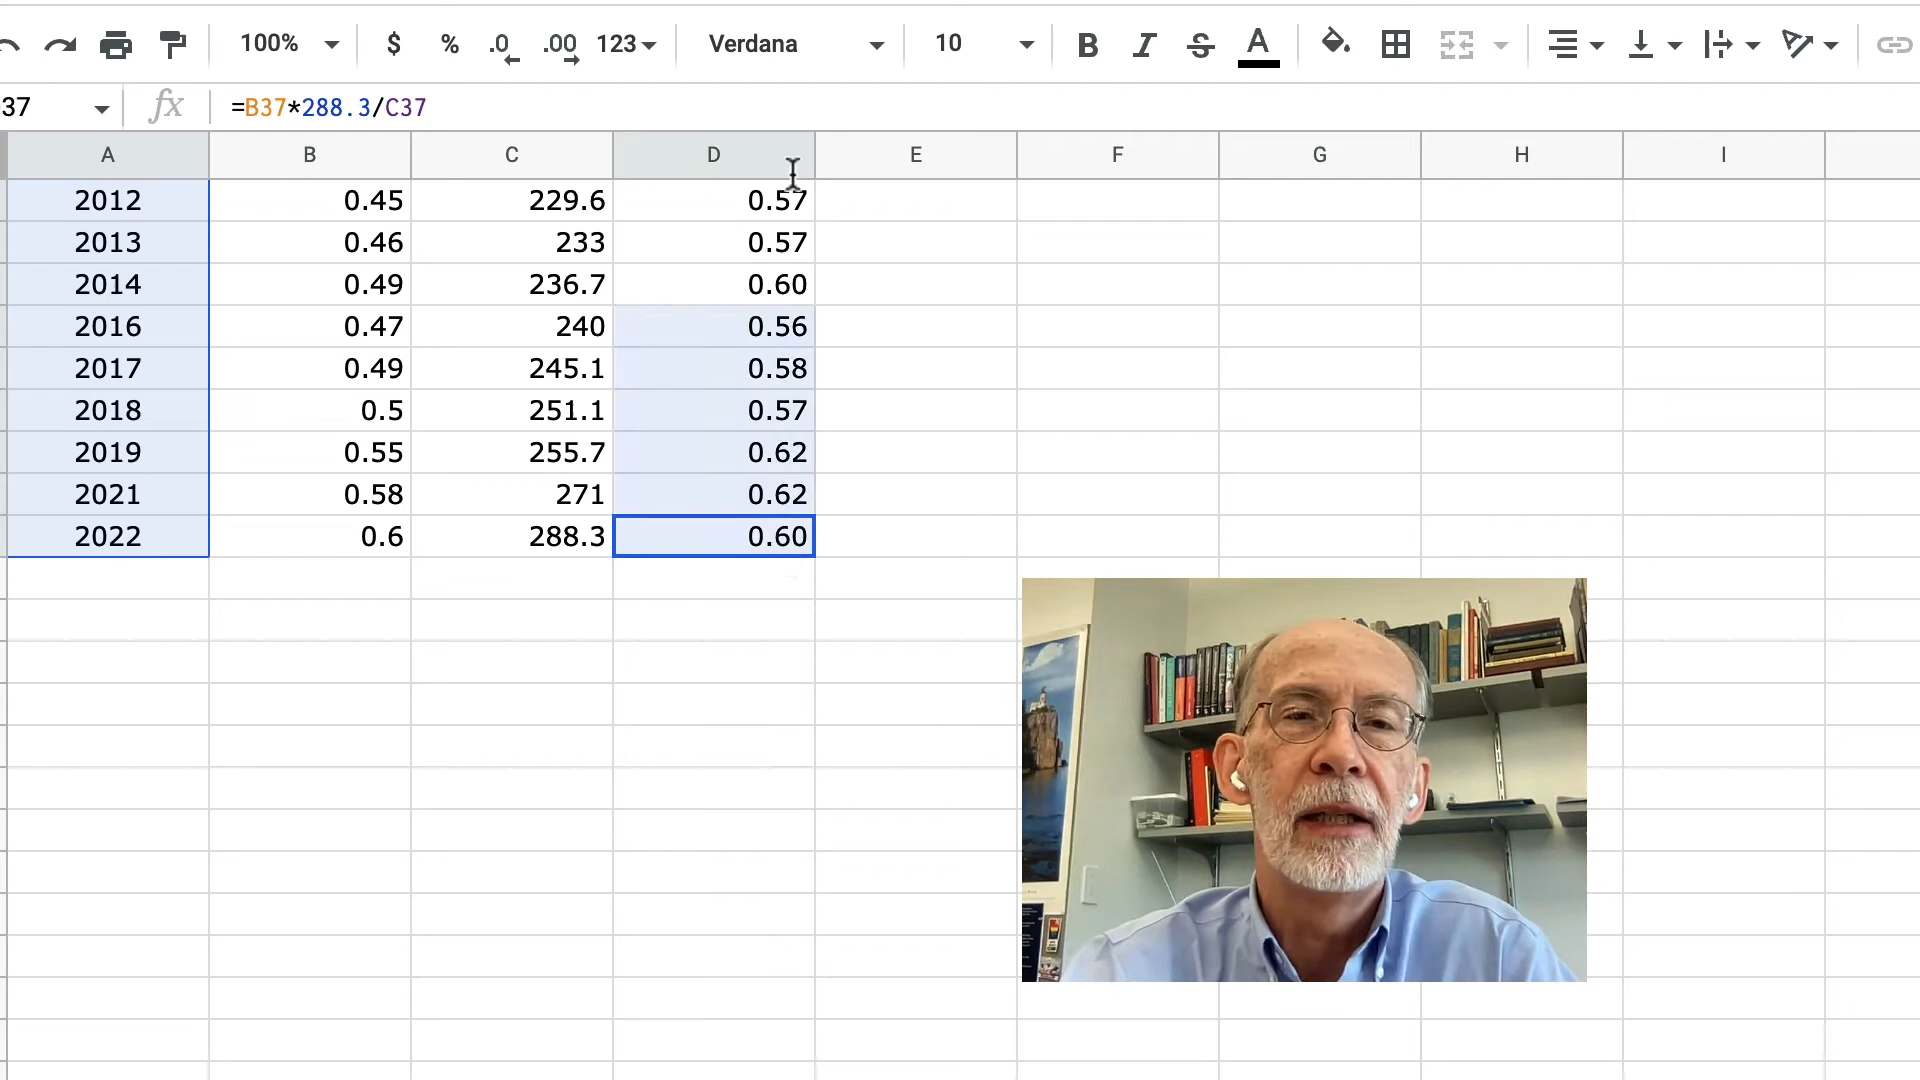 100% $ % .0 .00 123 Verdana 10 B I S A
37 fx =B37*288.3/C37
A B C D E F G H I
2012 0.45 229.6 0.57
2013 0.46 233 0.57
2014 0.49 236.7 0.60
2016 0.47 240 0.56
2017 0.49 245.1 0.58
2018 0.5 251.1 0.57
2019 0.55 255.7 0.62
2021 0.58 271 0.62
2022 0.6 288.3 0.60